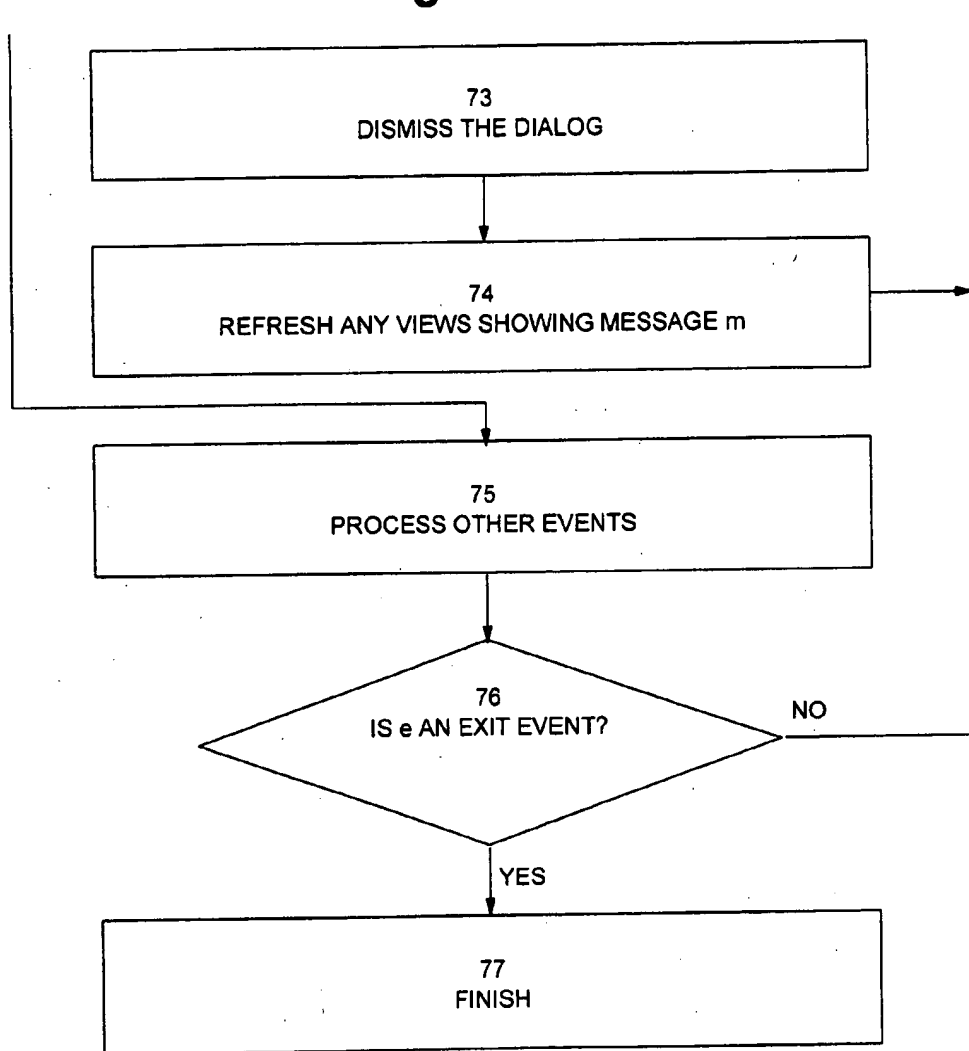 73
DISMISS THE DIALOG
74
REFRESH ANY VIEWS SHOWING MESSAGE m
75
PROCESS OTHER EVENTS
76
IS e AN EXIT EVENT?
NO
YES
77
FINISH